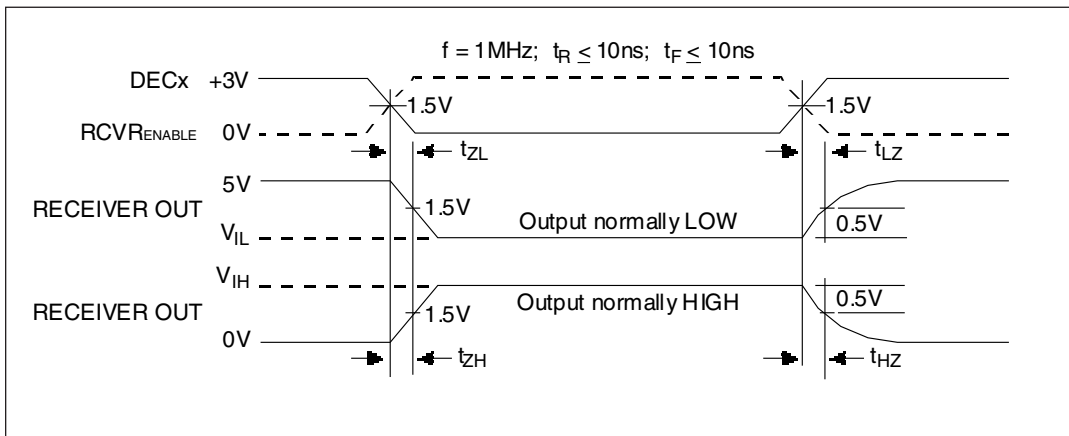 f = 1MHz; tR ≤ 10ns; tF ≤ 10ns
DECx +3V
1.5V
1.5V
RCVRENABLE 0V
tZL
tLZ
5V
RECEIVER OUT
1.5V
Output normally LOW
0.5V
VIL
VIH
RECEIVER OUT
1.5V
Output normally HIGH
0.5V
0V
tZH
tHZ